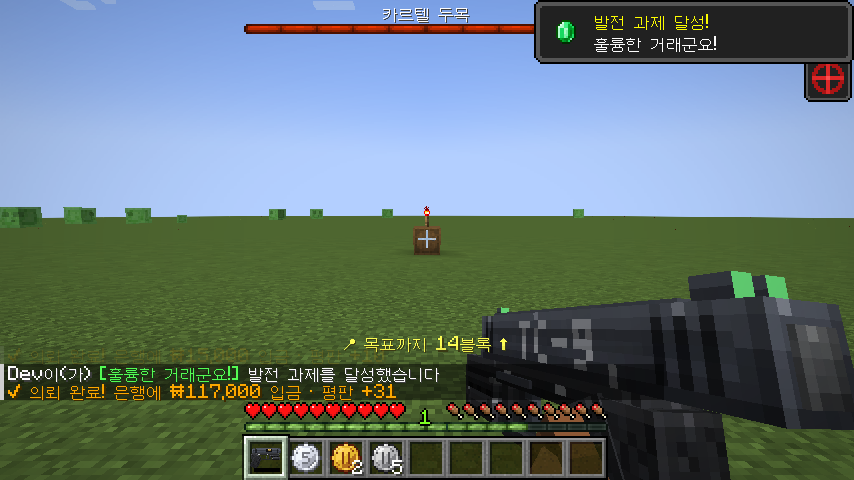 카르텔 두목
발전 과제 달성!
훌륭한 거래군요!
목표까지 14블록 ↑
Dev이(가) [훌륭한 거래군요!] 발전 과제를 달성했습니다
✓ 의뢰 완료! 은행에 ₩117,000 입금 · 평판 +31
1
5
2
5